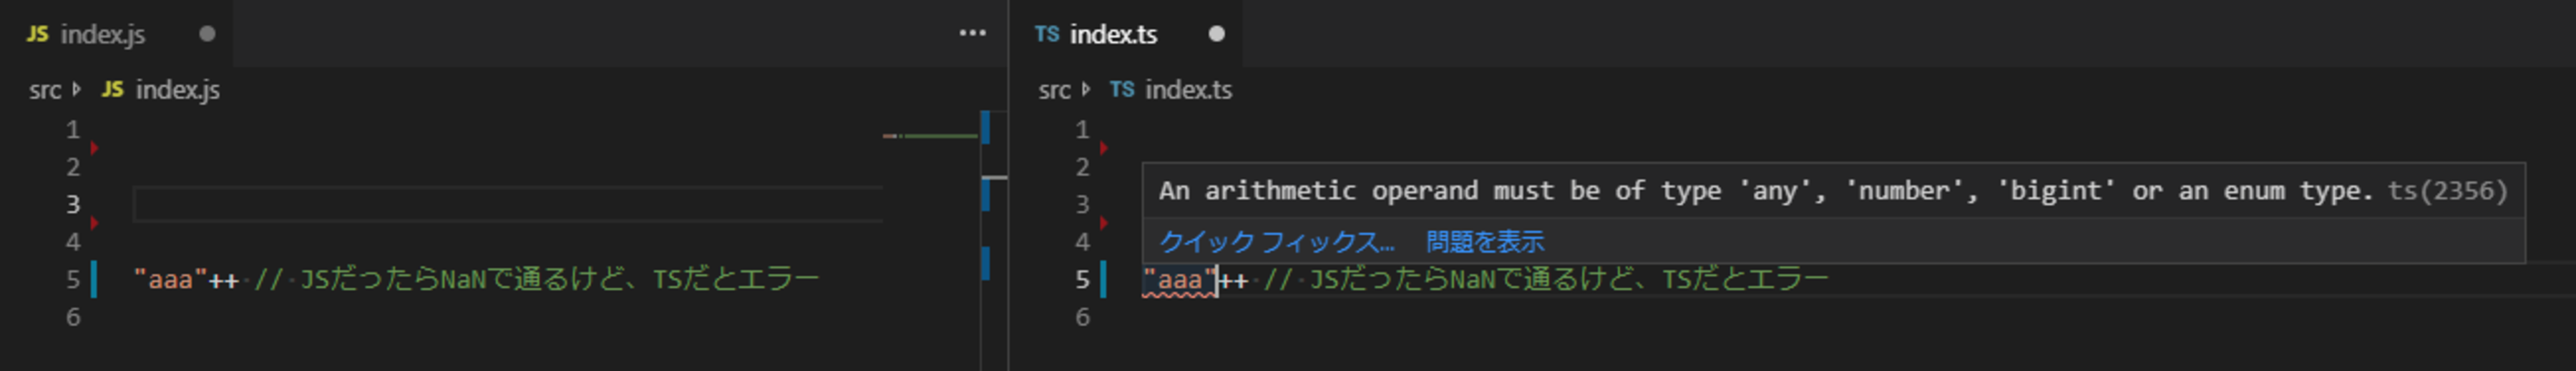 JS index.js
src JS index.js
1
2
3
4
5 "aaa"++ // JSだったらNaNで通るけど、TSだとエラー
6
TS index.ts
src TS index.ts
1
2
An arithmetic operand must be of type 'any', 'number', 'bigint' or an enum type. ts(2356)
3
4 クイック フィックス... 問題を表示
5 "aaa"++ // JSだったらNaNで通るけど、TSだとエラー
6